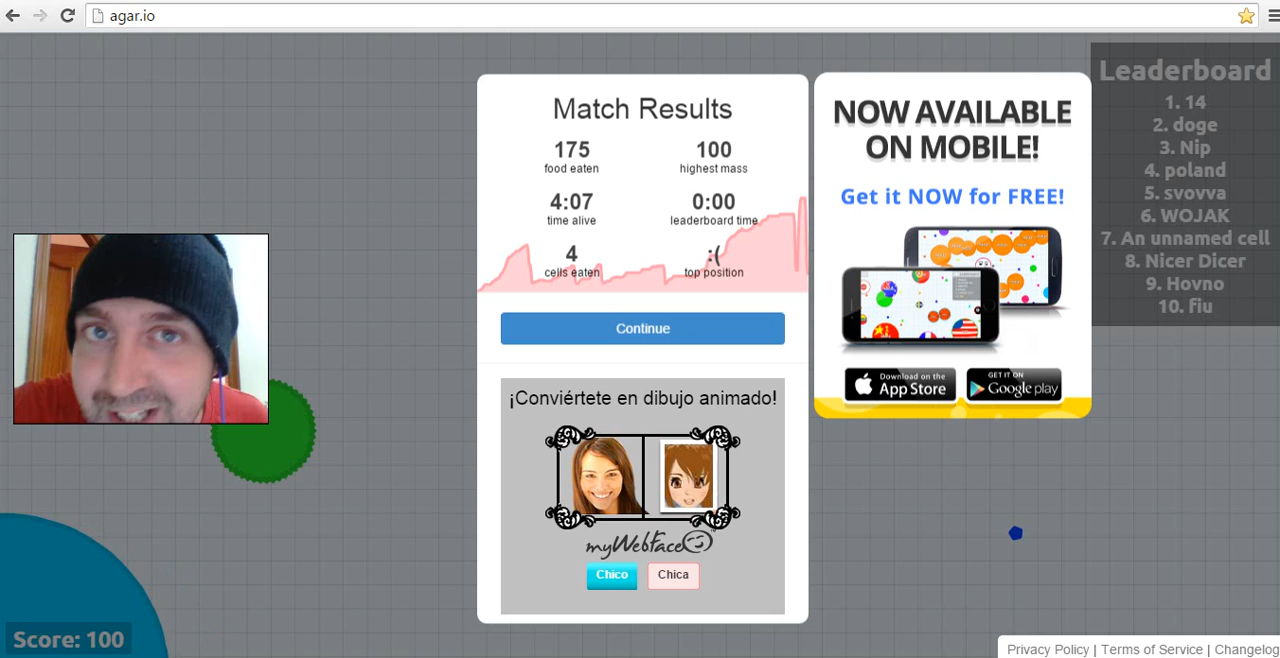 agar.io
Match Results
175
food eaten
100
highest mass
4:07
time alive
0:00
leaderboard time
4
cells eaten
:(
top position
Continue
¡Conviértete en dibujo animado!
myWebFace
Chico
Chica
NOW AVAILABLE
ON MOBILE!
Get it NOW for FREE!
Download on the
App Store
GET IT ON
Google play
Leaderboard
1. 14
2. doge
3. Nip
4. poland
5. svovva
6. WOJAK
7. An unnamed cell
8. Nicer Dicer
9. Hovno
10. fiu
Score: 100
Privacy Policy | Terms of Service | Changelog